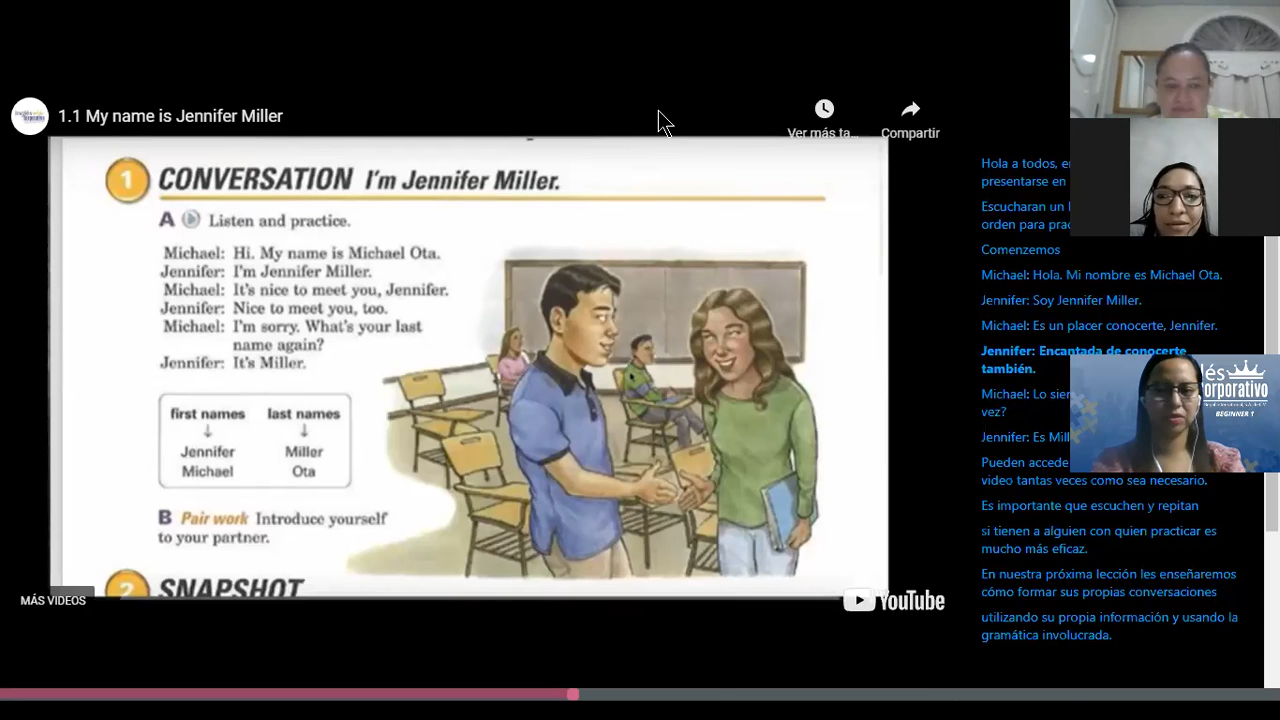 1.1 My name is Jennifer Miller
Ver más ta...
Compartir
1 CONVERSATION I'm Jennifer Miller.
A Listen and practice.
Michael: Hi. My name is Michael Ota.
Jennifer: I'm Jennifer Miller.
Michael: It's nice to meet you, Jennifer.
Jennifer: Nice to meet you, too.
Michael: I'm sorry. What's your last
name again?
Jennifer: It's Miller.
first names last names
↓ ↓
Jennifer Miller
Michael Ota
B Pair work Introduce yourself
to your partner.
2 SNAPSHOT
MÁS VIDEOS
YouTube
Hola a todos,
presentarse en
Escucharan un
orden para
Comenzemos
Michael: Hola. Mi nombre es Michael Ota.
Jennifer: Soy Jennifer Miller.
Michael: Es un placer conocerte, Jennifer.
Jennifer: Encantada de conocerte
también.
Michael: Lo
vez?
Jennifer: Es
Pueden
video tantas veces como sea necesario.
Es importante que escuchen y repitan
si tienen a alguien con quien practicar es
mucho más eficaz.
En nuestra próxima lección les enseñaremos
cómo formar sus propias conversaciones
utilizando su propia información y usando la
gramática involucrada.
BEGINNER 1